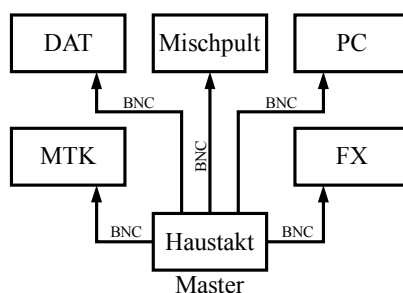 DAT
Mischpult
PC
BNC
BNC
BNC
MTK
FX
BNC
Haustakt
BNC
Master